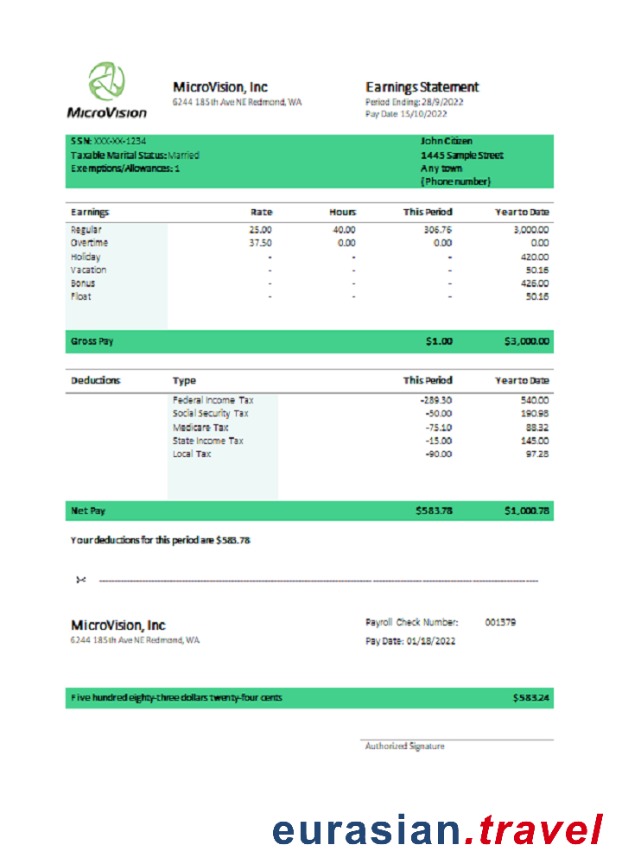 MicroVision, Inc
6244 185th Ave NE Redmond, WA
Earnings Statement
Period Ending: 28/9/2022
Pay Date 15/10/2022
MicroVision
SSN: XXX-XX-1234
Taxable Marital Status: Married
Exemptions/Allowances: 1
John Citizen
1445 Sample Street
Any town
(Phone number)
Earnings Rate Hours This Period Year to Date
Regular 25.00 40.00 306.76 3,000.00
Overtime 37.50 0.00 0.00 0.00
Holiday - - - 420.00
Vacation - - - 50.16
Bonus - - - 426.00
Float - - - 50.16
Gross Pay $1.00 $3,000.00
Deductions Type This Period Year to Date
Federal Income Tax -289.30 540.00
Social Security Tax -50.00 190.98
Medicare Tax -75.10 88.32
State Income Tax -15.00 145.00
Local Tax -90.00 97.28
Net Pay $583.78 $1,000.78
Your deductions for this period are $583.78
MicroVision, Inc
6244 185th Ave NE Redmond, WA
Payroll Check Number: 001379
Pay Date: 01/18/2022
Five hundred eighty-three dollars twenty-four cents $583.24
Authorized Signature
eurasian.travel